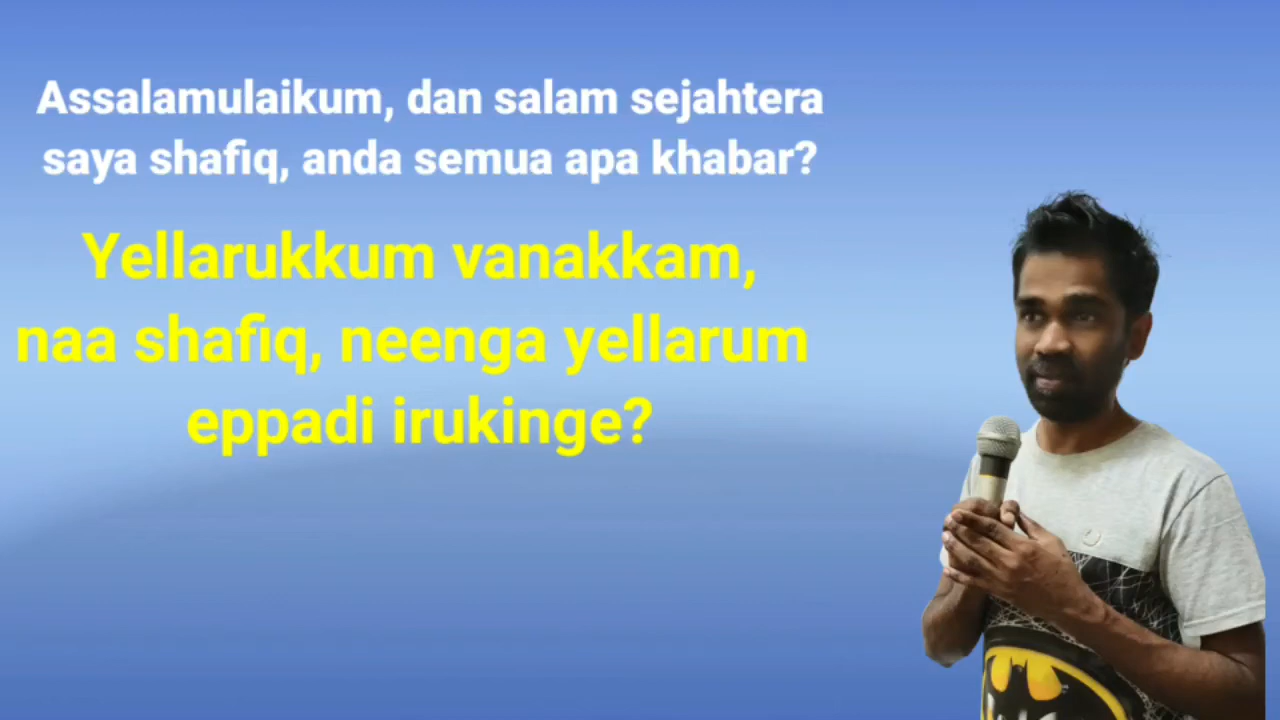 Assalamulaikum, dan salam sejahtera
saya shafiq, anda semua apa khabar?
Yellarukkum vanakkam,
naa shafiq, neenga yellarum
eppadi irukinge?